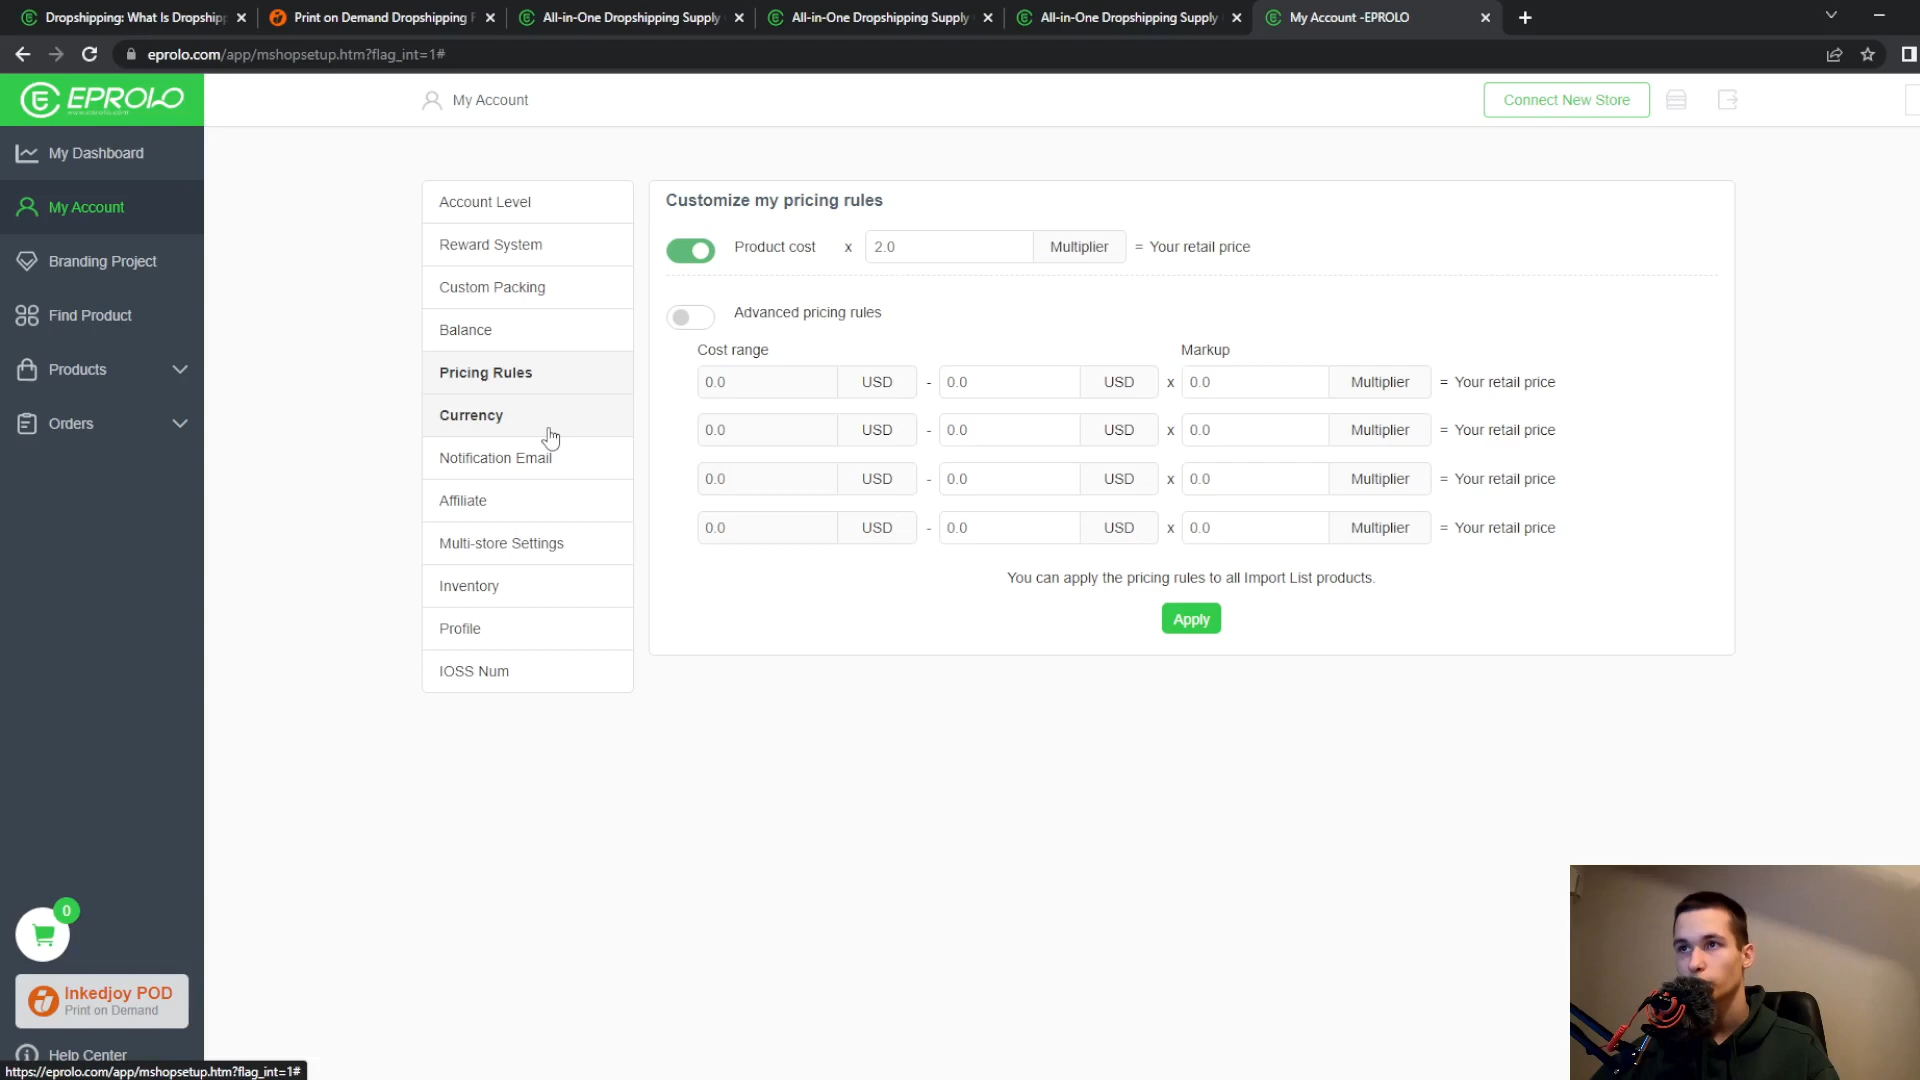 Dropshipping: What Is Dropship
Print on Demand Dropshipping
All-in-One Dropshipping Supply
All-in-One Dropshipping Supply
All-in-One Dropshipping Supply
My Account -EPROLO
eprolo.com/app/mshopsetup.htm?flag_int=1#
EPROLO
www.eprolo.com
My Account
Connect New Store
My Dashboard
My Account
Branding Project
Find Product
Products
Orders
Account Level
Reward System
Custom Packing
Balance
Pricing Rules
Currency
Notification Email
Affiliate
Multi-store Settings
Inventory
Profile
IOSS Num
Customize my pricing rules
Product cost x 2.0 Multiplier = Your retail price
Advanced pricing rules
Cost range Markup
0.0 USD - 0.0 USD x 0.0 Multiplier = Your retail price
0.0 USD - 0.0 USD x 0.0 Multiplier = Your retail price
0.0 USD - 0.0 USD x 0.0 Multiplier = Your retail price
0.0 USD - 0.0 USD x 0.0 Multiplier = Your retail price
You can apply the pricing rules to all Import List products.
Apply
0
Inkedjoy POD
Print on Demand
Help Center
https://eprolo.com/app/mshopsetup.htm?flag_int=1#